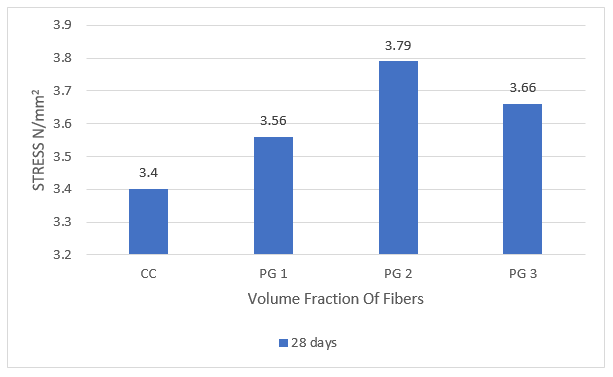 3.9
3.8
3.7
3.6
3.5
3.4
3.3
3.2
STRESS N/mm²
3.4
3.56
3.79
3.66
CC
PG 1
PG 2
PG 3
Volume Fraction Of Fibers
28 days